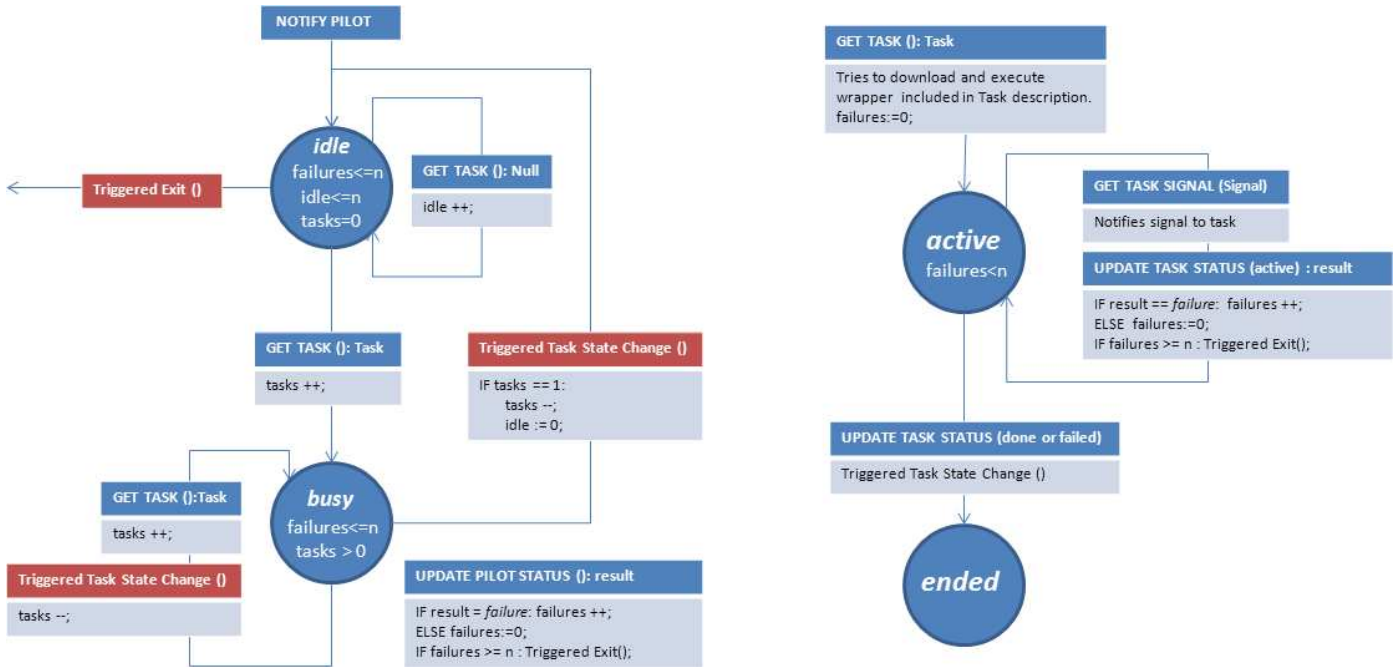 NOTIFY PILOT
idle
failures<=n
idle<=n
tasks=0
Triggered Exit ()
GET TASK (): Null
idle ++;
GET TASK (): Task
tasks ++;
Triggered Task State Change ()
IF tasks == 1:
tasks --;
idle := 0;
GET TASK ():Task
tasks ++;
Triggered Task State Change ()
tasks --;
busy
failures<=n
tasks > 0
UPDATE PILOT STATUS (): result
IF result = failure: failures ++;
ELSE failures:=0;
IF failures >= n : Triggered Exit();
GET TASK (): Task
Tries to download and execute
wrapper included in Task description.
failures:=0;
active
failures<n
GET TASK SIGNAL (Signal)
Notifies signal to task
UPDATE TASK STATUS (active) : result
IF result == failure: failures ++;
ELSE failures:=0;
IF failures >= n : Triggered Exit();
UPDATE TASK STATUS (done or failed)
Triggered Task State Change ()
ended